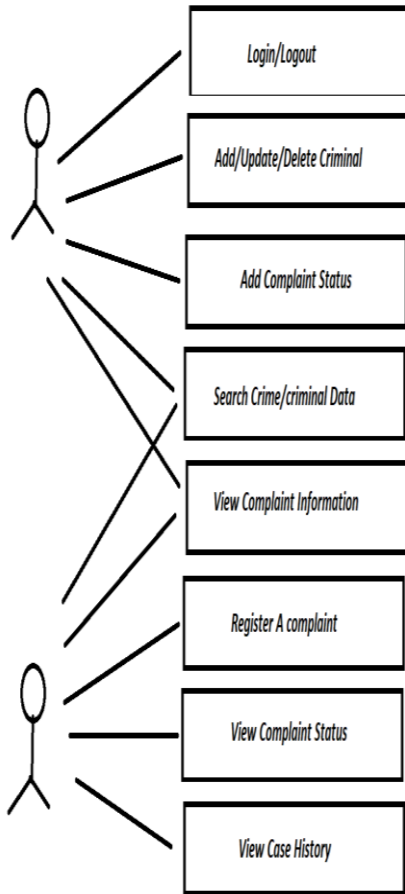 Login/Logout
Add/Update/Delete Criminal
Add Complaint Status
Search Crime/criminal Data
View Complaint Information
Register A complaint
View Complaint Status
View Case History